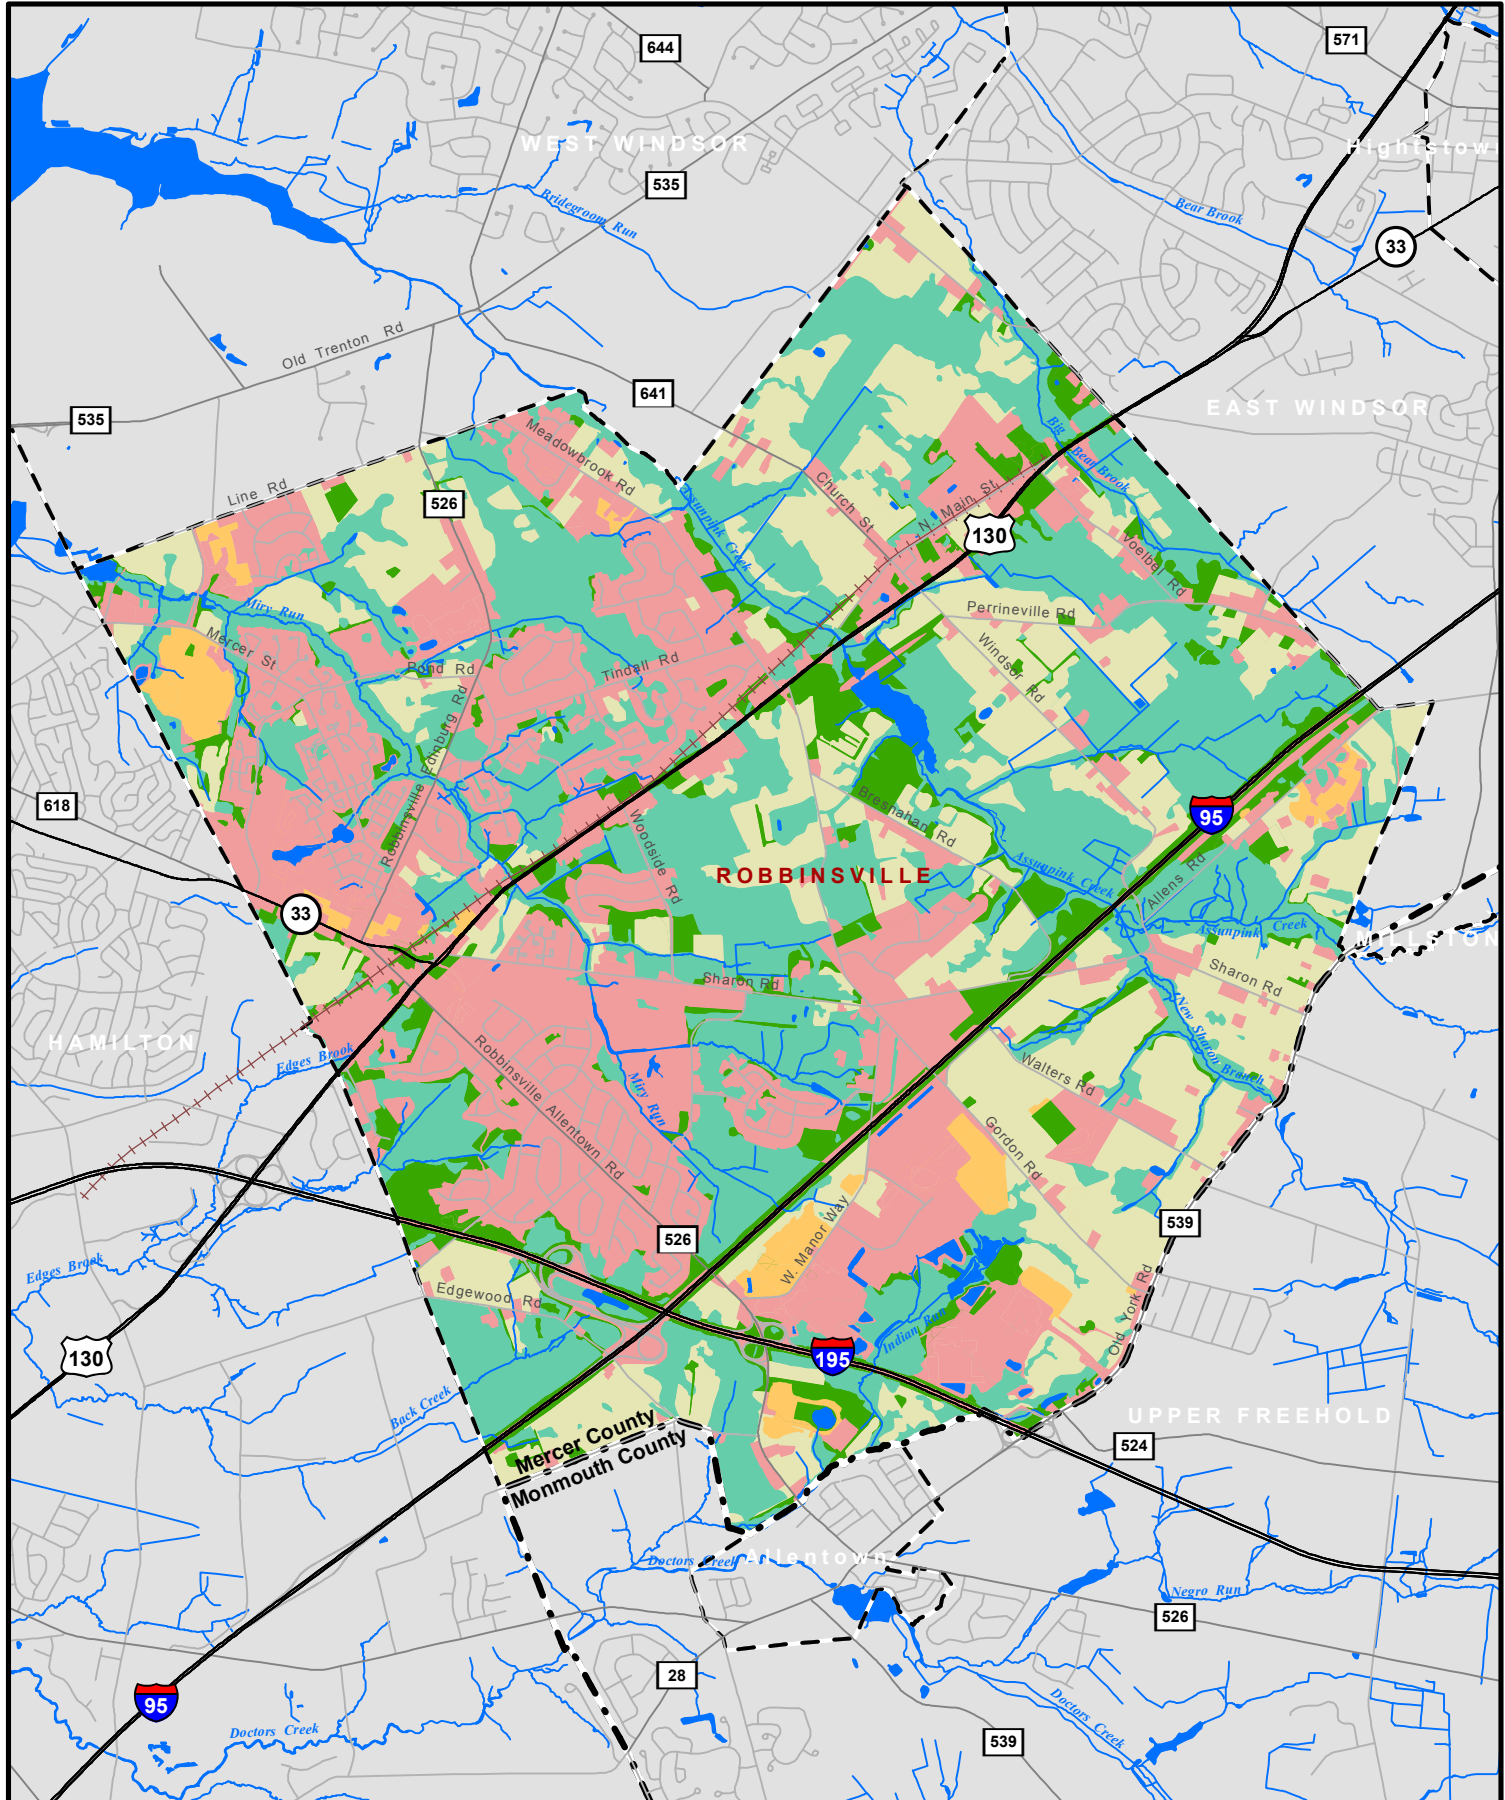 644
571
WEST WINDSOR
Hightstown
535
Bridegroom Run
Bear Brook
33
Old Trenton Rd
641
535
EAST WINDSOR
Meadowbrook Rd
Big
Bear Brook
Line Rd
526
Church St
N. Main St
Assunpink Creek
130
Voelbel Rd
Miry Run
Perrineville Rd
Mercer St
Windsor Rd
Pond Rd
Tindall Rd
Robbinsville Edinburg Rd
618
95
Bresnahan Rd
Woodside Rd
ROBBINSVILLE
Assunpink Creek
Allens Rd
33
Assunpink Creek
MILLSTON
Sharon Rd
Sharon Rd
HAMILTON
New Sharon Branch
Edges Brook
Robbinsville Allentown Rd
Walters Rd
Miry Run
Gordon Rd
539
526
W. Manor Way
Edges Brook
Edgewood Rd
Old York Rd
Indian Run
130
195
Back Creek
UPPER FREEHOLD
Mercer County
524
Monmouth County
Doctors Creek
Allentown
Negro Run
526
28
95
Doctors Creek
Doctors Creek
539